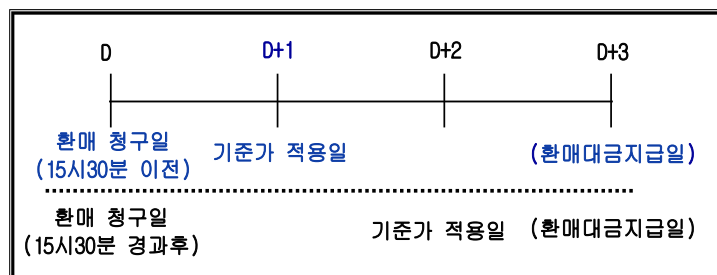 D D+1 D+2 D+3
환매 청구일 기준가 적용일 (환매대금지급일)
(15시30분 이전)
환매 청구일 기준가 적용일 (환매대금지급일)
(15시30분 경과후)